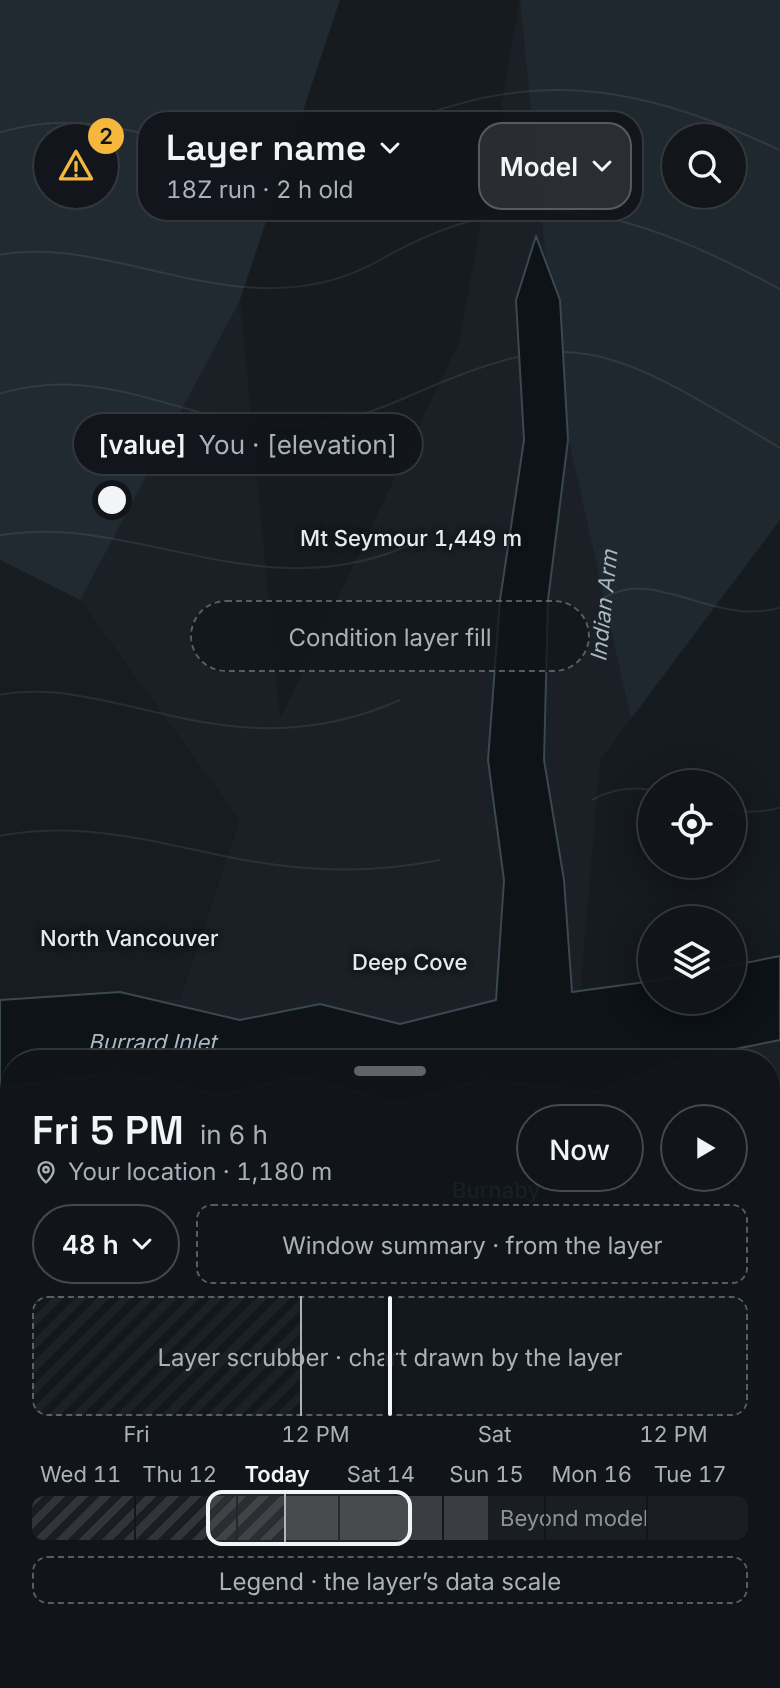 2
Layer name
18Z run · 2 h old
Model
[value] You · [elevation]
Mt Seymour 1,449 m
Indian Arm
Condition layer fill
North Vancouver
Deep Cove
Burrard Inlet
Fri 5 PM in 6 h
Now
Your location · 1,180 m
Burnaby
48 h
Window summary · from the layer
Layer scrubber · chart drawn by the layer
Fri 12 PM Sat 12 PM
Wed 11 Thu 12 Today Sat 14 Sun 15 Mon 16 Tue 17
Beyond model
Legend · the layer’s data scale